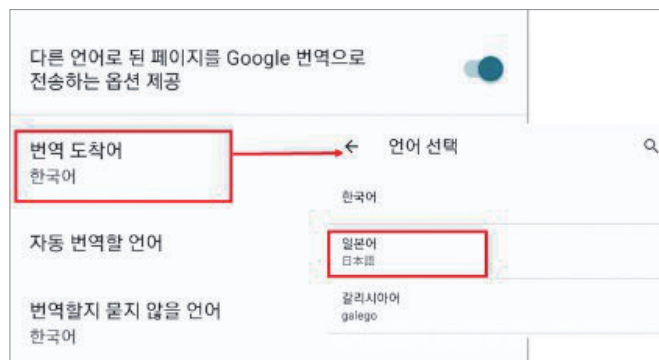 다른 언어로 된 페이지를 Google 번역으로
전송하는 옵션 제공
번역 도착어
한국어
자동 번역할 언어
번역할지 묻지 않을 언어
한국어
← 언어 선택
한국어
일본어
日本語
갈리시아어
galego